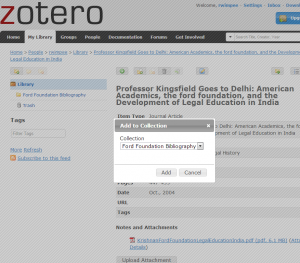 zotero
Welcome, Settings · Inbox
Home My Library Groups People Documentation Forums Get Involved
Home > People > > Library > Professor Kingsfield Goes to Delhi: American Academics, the ford foundation, and the Development of
Legal Education in India
Library
Ford Foundation Bibliography
Trash
Tags
Filter Tags
More Refresh
Subscribe to the feed
Professor Kingsfield Goes to Delhi: American
Academics, the ford foundation, and the
Development of Legal Education in India
Item Type Journal Article
Add to Collection
Collection
Ford Foundation Bibliography
Add Cancel
Legal History
Pages
Date Oct., 2004
URL
Tags
Notes and Attachments
KrishnanFordFoundationLegalEducationIndia.pdf (pdf, 6.1 MB)
Details)
Upload Attachment